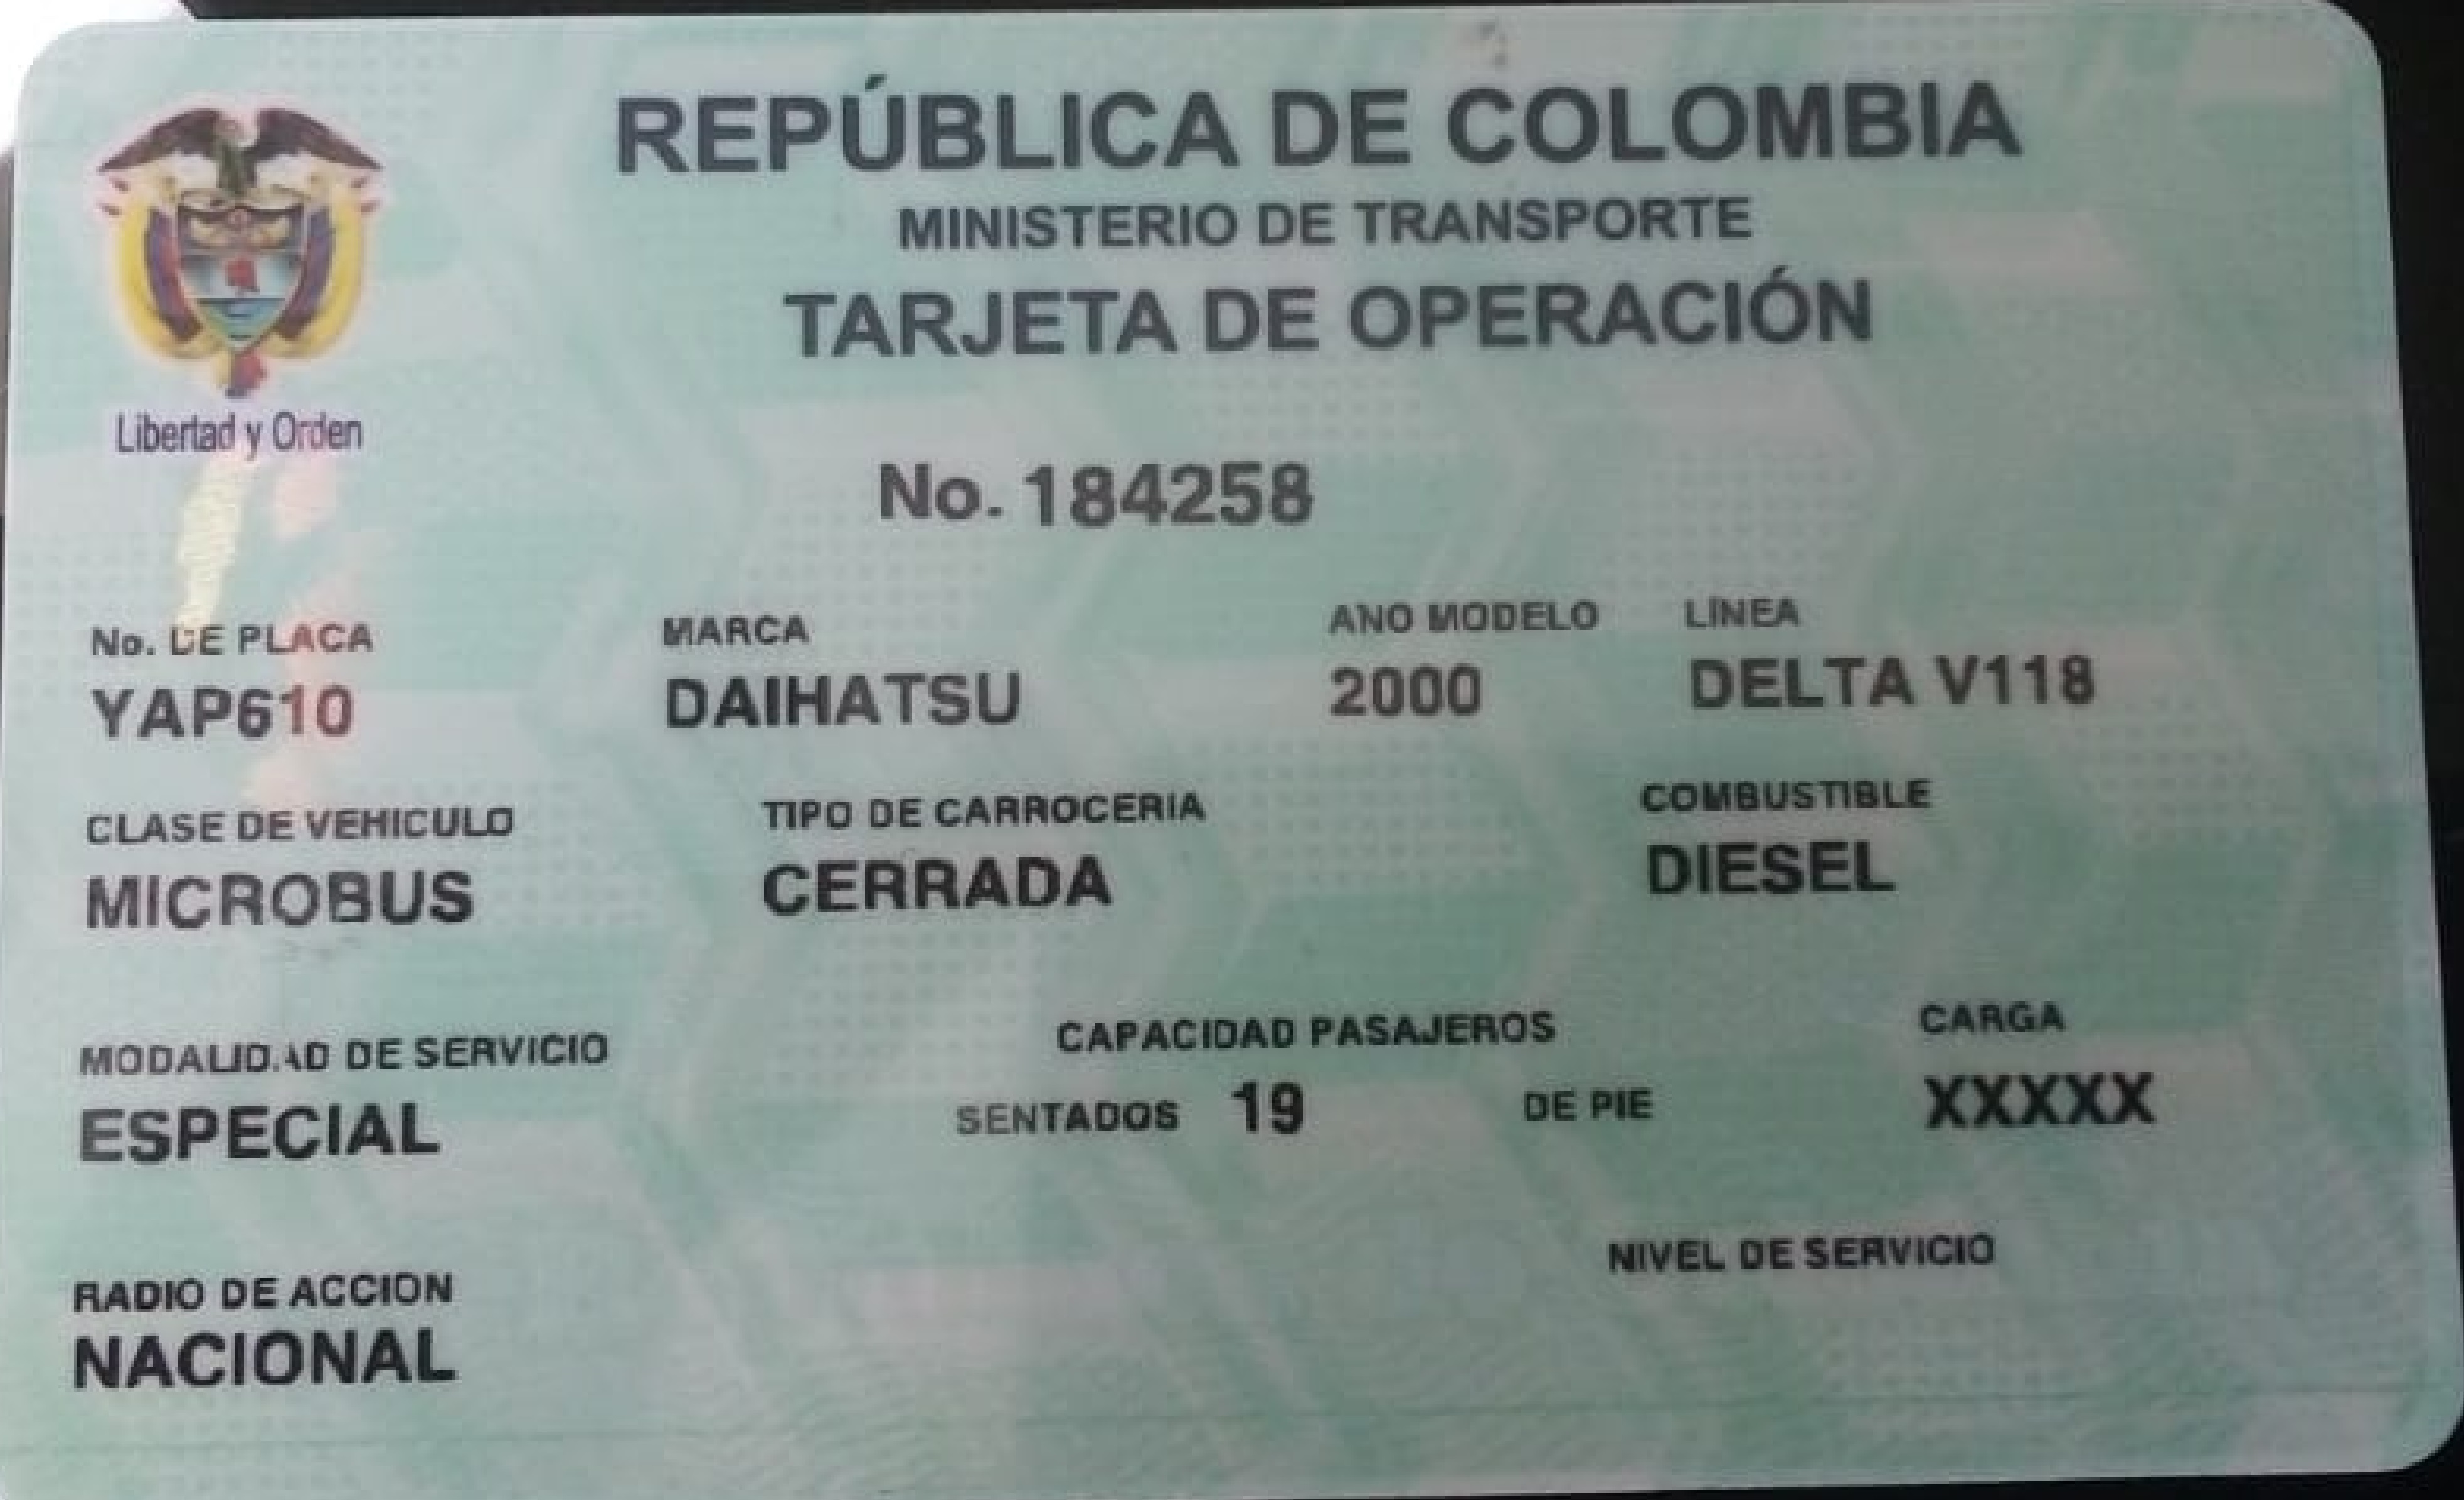 REPÚBLICA DE COLOMBIA
MINISTERIO DE TRANSPORTE
TARJETA DE OPERACIÓN
Libertad y Orden
No. 184258
No. DE PLACA MARCA ANO MODELO LÍNEA
YAP610 DAIHATSU 2000 DELTA V118
CLASE DE VEHICULO TIPO DE CARROCERIA COMBUSTIBLE
MICROBUS CERRADA DIESEL
MODALIDAD DE SERVICIO CAPACIDAD PASAJEROS CARGA
ESPECIAL SENTADOS 19 DE PIE XXXXX
RADIO DE ACCION NIVEL DE SERVICIO
NACIONAL